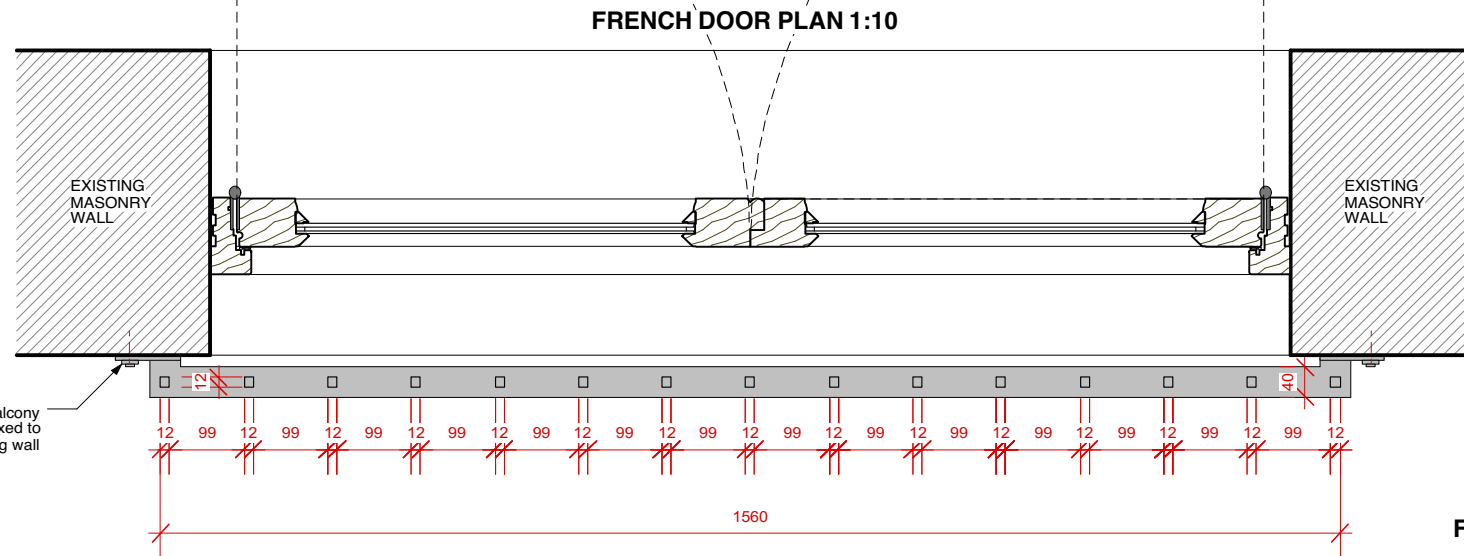 FRENCH DOOR PLAN 1:10
EXISTING
MASONRY
WALL
EXISTING
MASONRY
WALL
12
40
alcony
xed to
g wall
12 99 12 99 12 99 12 99 12 99 12 99 12 99 12 99 12 99 12 99 12 99 12 99 12 99 12 99 12
1560
F